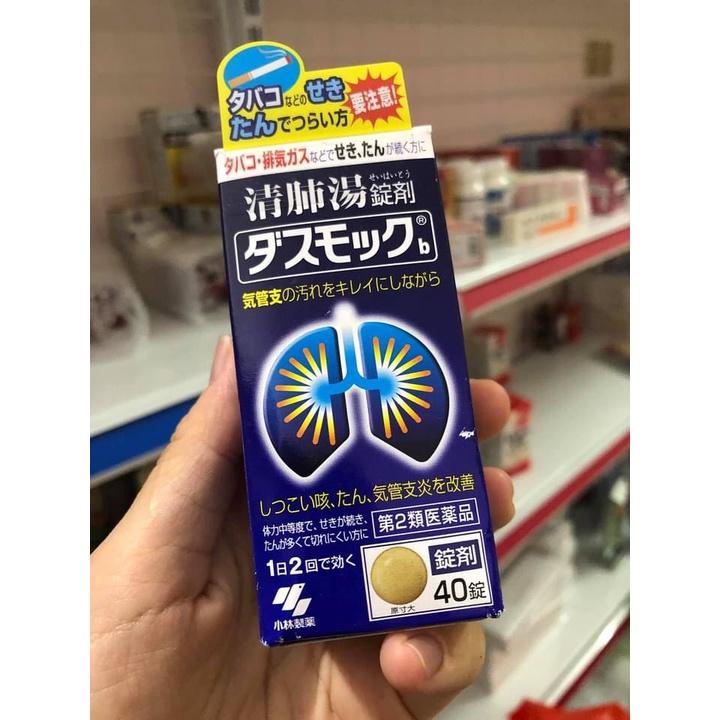 タバコなどのせき
たんでつらい方
要注意!
タバコ・排気ガスなどでせき、たんが続く方に
せいはいとう
清肺湯錠剤
ダスモック®b
気管支の汚れをキレイにしながら
しつこい咳、たん、気管支炎を改善
体力中等度で、せきが続き、
たんが多くて切れにくい方に
第2類医薬品
1日2回で効く
錠剤
40錠
原寸大
小林製薬